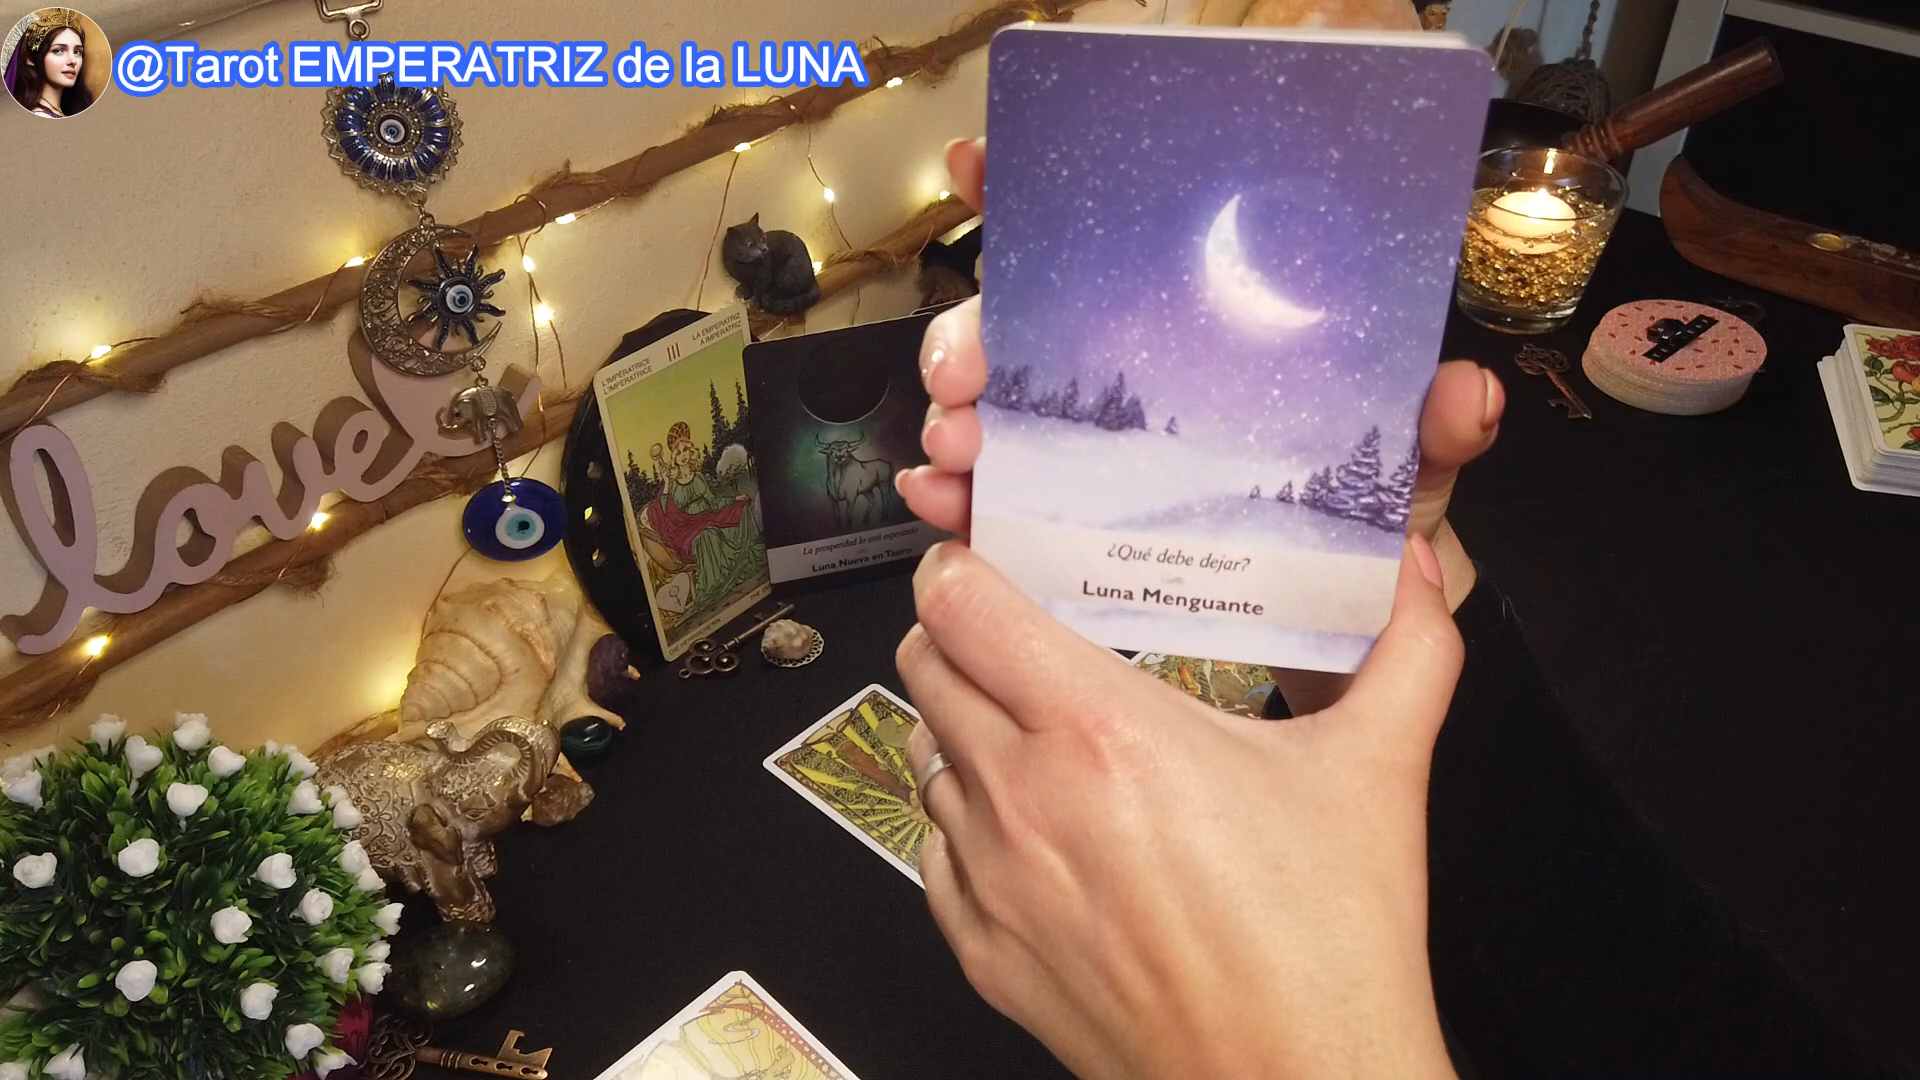 @Tarot EMPERATRIZ de la LUNA
LA EMPERATRIZ
A IMPERATRIZ
III
L'IMPÉRATRICE
L'IMPERATRICE
La prosperidad lo está esperando
Luna Nueva en Tauro
¿Qué debe dejar?
Luna Menguante
love